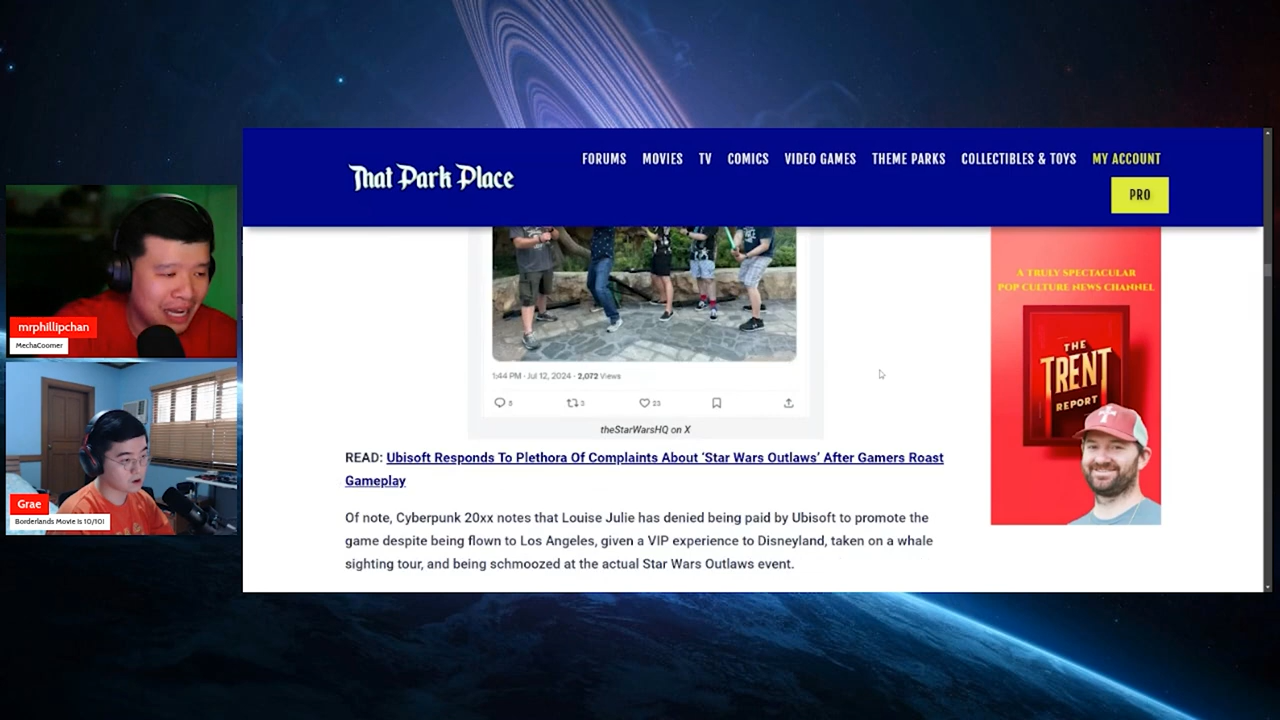 That Park Place
FORUMS MOVIES TV COMICS VIDEO GAMES THEME PARKS COLLECTIBLES & TOYS MY ACCOUNT
PRO
mrphillipchan
MechaCoomer
Grae
Borderlands Movie is 10/10!
1:44 PM · Jul 12, 2024 · 2,072 Views
8 3 23
theStarWarsHQ on X
READ: Ubisoft Responds To Plethora Of Complaints About ‘Star Wars Outlaws’ After Gamers Roast
Gameplay
Of note, Cyberpunk 20xx notes that Louise Julie has denied being paid by Ubisoft to promote the
game despite being flown to Los Angeles, given a VIP experience to Disneyland, taken on a whale
sighting tour, and being schmoozed at the actual Star Wars Outlaws event.
A TRULY SPECTACULAR
POP CULTURE NEWS CHANNEL
THE
TRENT
REPORT